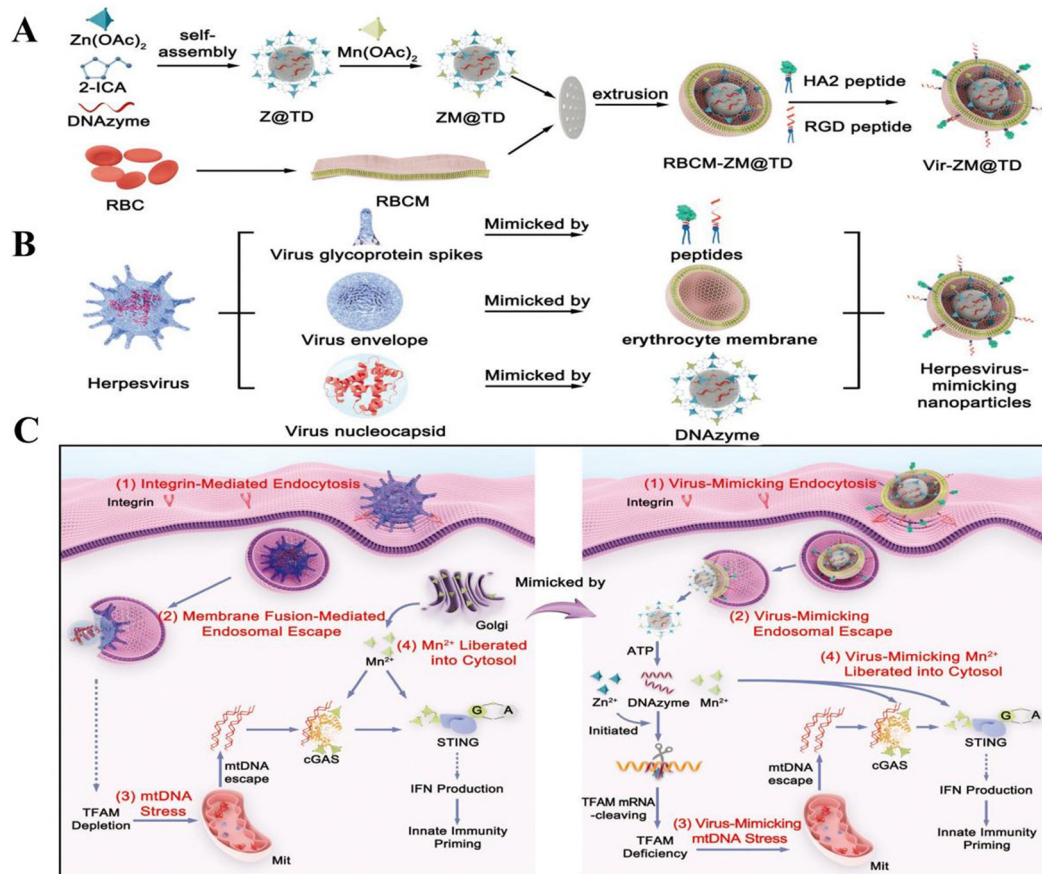 A
Zn(OAc)2
2-ICA
DNAzyme
self-
assembly
Z@TD
Mn(OAc)2
ZM@TD
extrusion
RBCM-ZM@TD
HA2 peptide
RGD peptide
Vir-ZM@TD
RBC
RBCM
B
Herpesvirus
Virus glycoprotein spikes
Mimicked by
peptides
Virus envelope
Mimicked by
erythrocyte membrane
Virus nucleocapsid
Mimicked by
DNAzyme
Herpesvirus-
mimicking
nanoparticles
C
(1) Integrin-Mediated Endocytosis
Integrin
(2) Membrane Fusion-Mediated
Endosomal Escape
Golgi
Mn2+
(4) Mn2+ Liberated
into Cytosol
cGAS
G
A
STING
mtDNA
escape
IFN Production
Innate Immunity
Priming
TFAM
Depletion
(3) mtDNA
Stress
Mit
Mimicked by
(1) Virus-Mimicking Endocytosis
Integrin
(2) Virus-Mimicking
Endosomal Escape
ATP
Zn2+
DNAzyme
Mn2+
Initiated
(4) Virus-Mimicking Mn2+
Liberated into Cytosol
cGAS
G
A
STING
mtDNA
escape
IFN Production
Innate Immunity
Priming
TFAM mRNA
-cleaving
TFAM
Deficiency
(3) Virus-Mimicking
mtDNA Stress
Mit